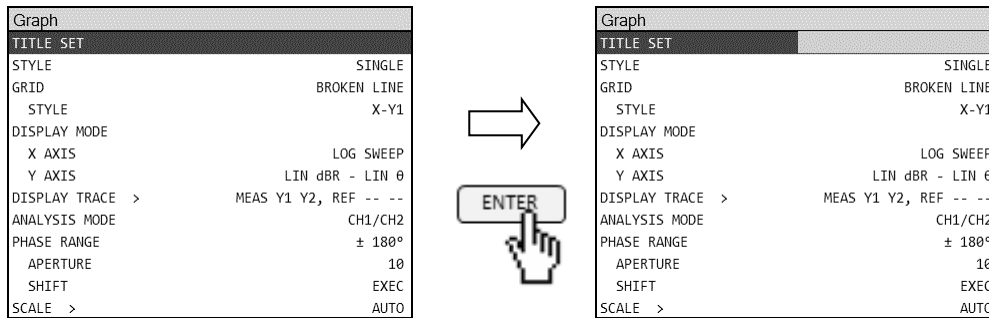 Graph
TITLE SET
STYLE SINGLE
GRID BROKEN LINE
STYLE X-Y1
DISPLAY MODE
X AXIS LOG SWEEP
Y AXIS LIN dBR - LIN θ
DISPLAY TRACE > MEAS Y1 Y2, REF -- --
ANALYSIS MODE CH1/CH2
PHASE RANGE ± 180º
APERTURE 10
SHIFT EXEC
SCALE > AUTO
ENTER
Graph
TITLE SET
STYLE SINGLE
GRID BROKEN LINE
STYLE X-Y1
DISPLAY MODE
X AXIS LOG SWEEP
Y AXIS LIN dBR - LIN θ
DISPLAY TRACE > MEAS Y1 Y2, REF -- --
ANALYSIS MODE CH1/CH2
PHASE RANGE ± 180º
APERTURE 10
SHIFT EXEC
SCALE > AUTO